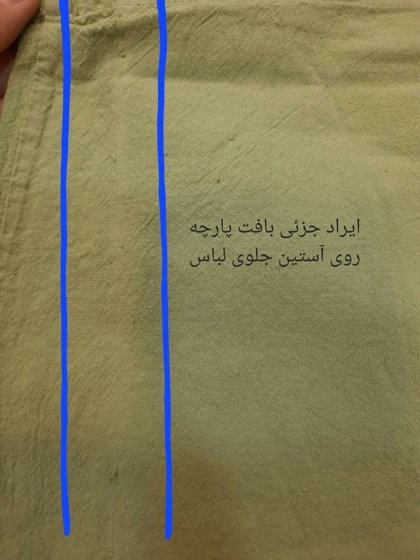 ایراد جزئی بافت پارچه
روی آستین جلوی لباس